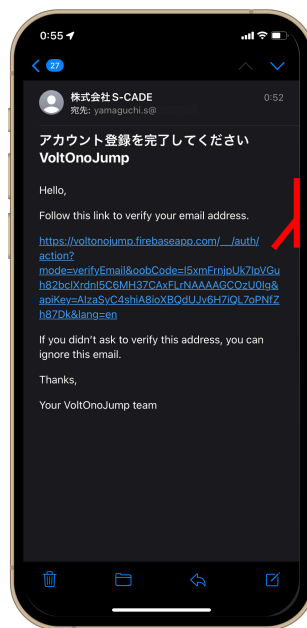 0:55
27
株式会社 S-CADE
0:52
宛先: yamaguchi.s@
アカウント登録を完了してください
VoltOnoJump
Hello,
Follow this link to verify your email address.
https://voltonojump.firebaseapp.com/__/auth/
action?
mode=verifyEmail&oobCode=I5xmFrnjpUk7IpVGu
h82bcIXrdnI5C6MH37CAxFLrNAAAAGCOzU0Ig&
apiKey=AIzaSyC4shiA8ioXBQdUJv6H7iQL7oPNfZ
h87Dk&lang=en
If you didn't ask to verify this address, you can
ignore this email.
Thanks,
Your VoltOnoJump team